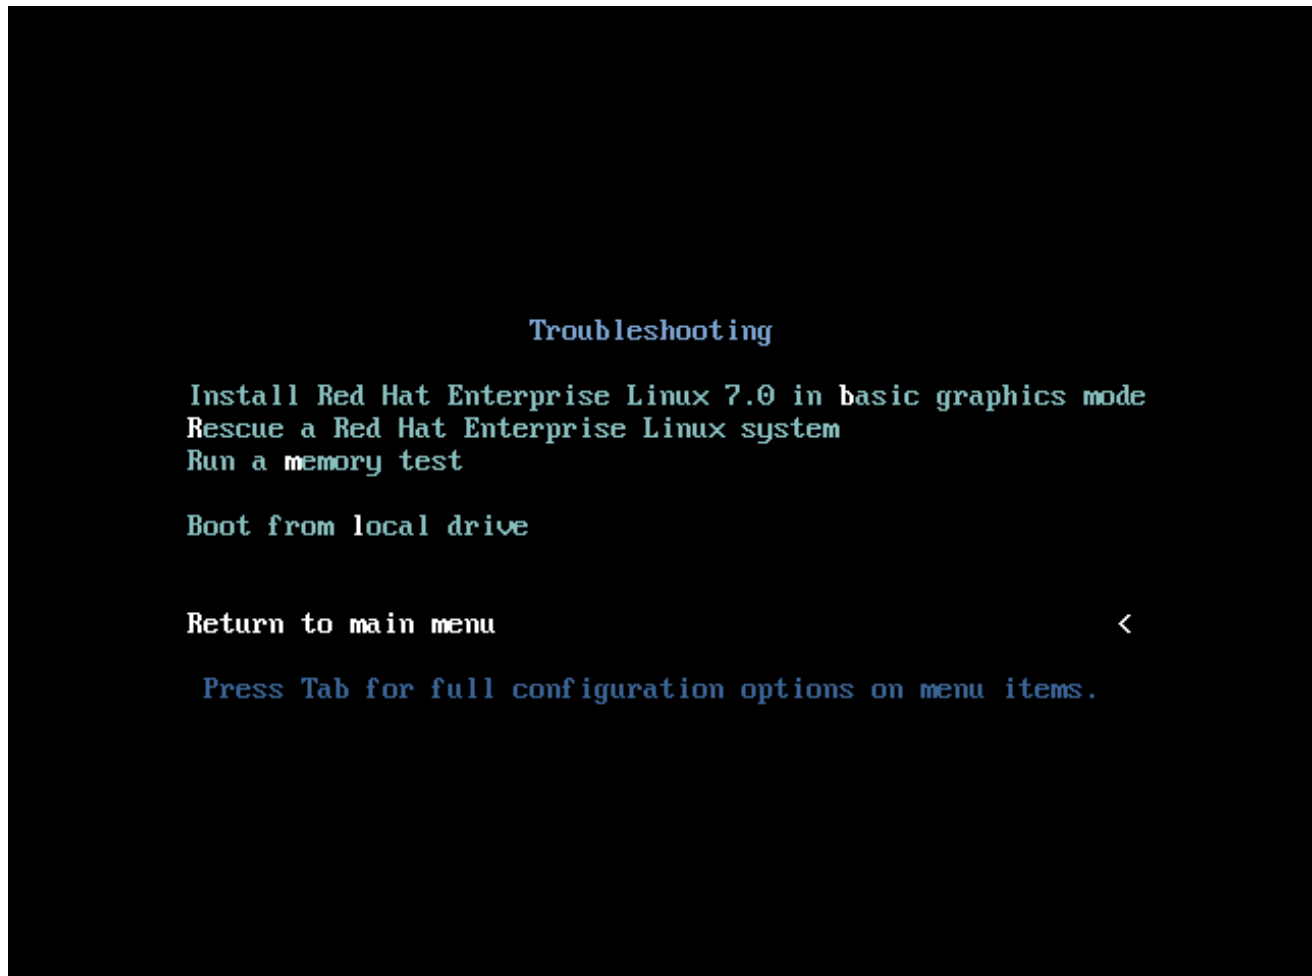 Troubleshooting
Install Red Hat Enterprise Linux 7.0 in basic graphics mode
Rescue a Red Hat Enterprise Linux system
Run a memory test
Boot from local drive
Return to main menu <
Press Tab for full configuration options on menu items.